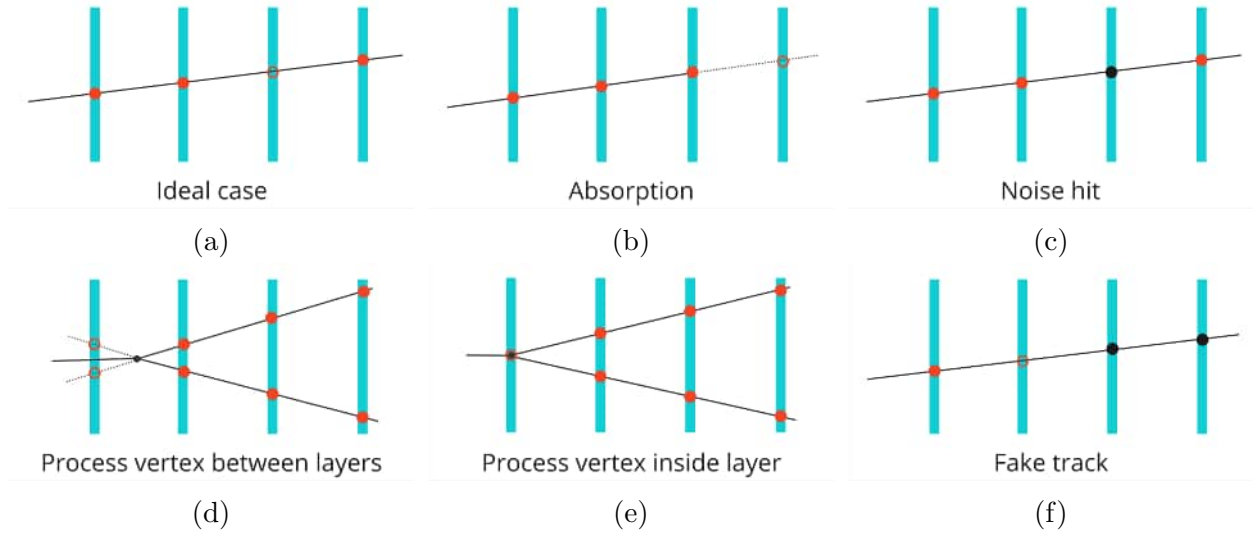 Ideal case
Absorption
Noise hit
(a)
(b)
(c)
Process vertex between layers
Process vertex inside layer
Fake track
(d)
(e)
(f)